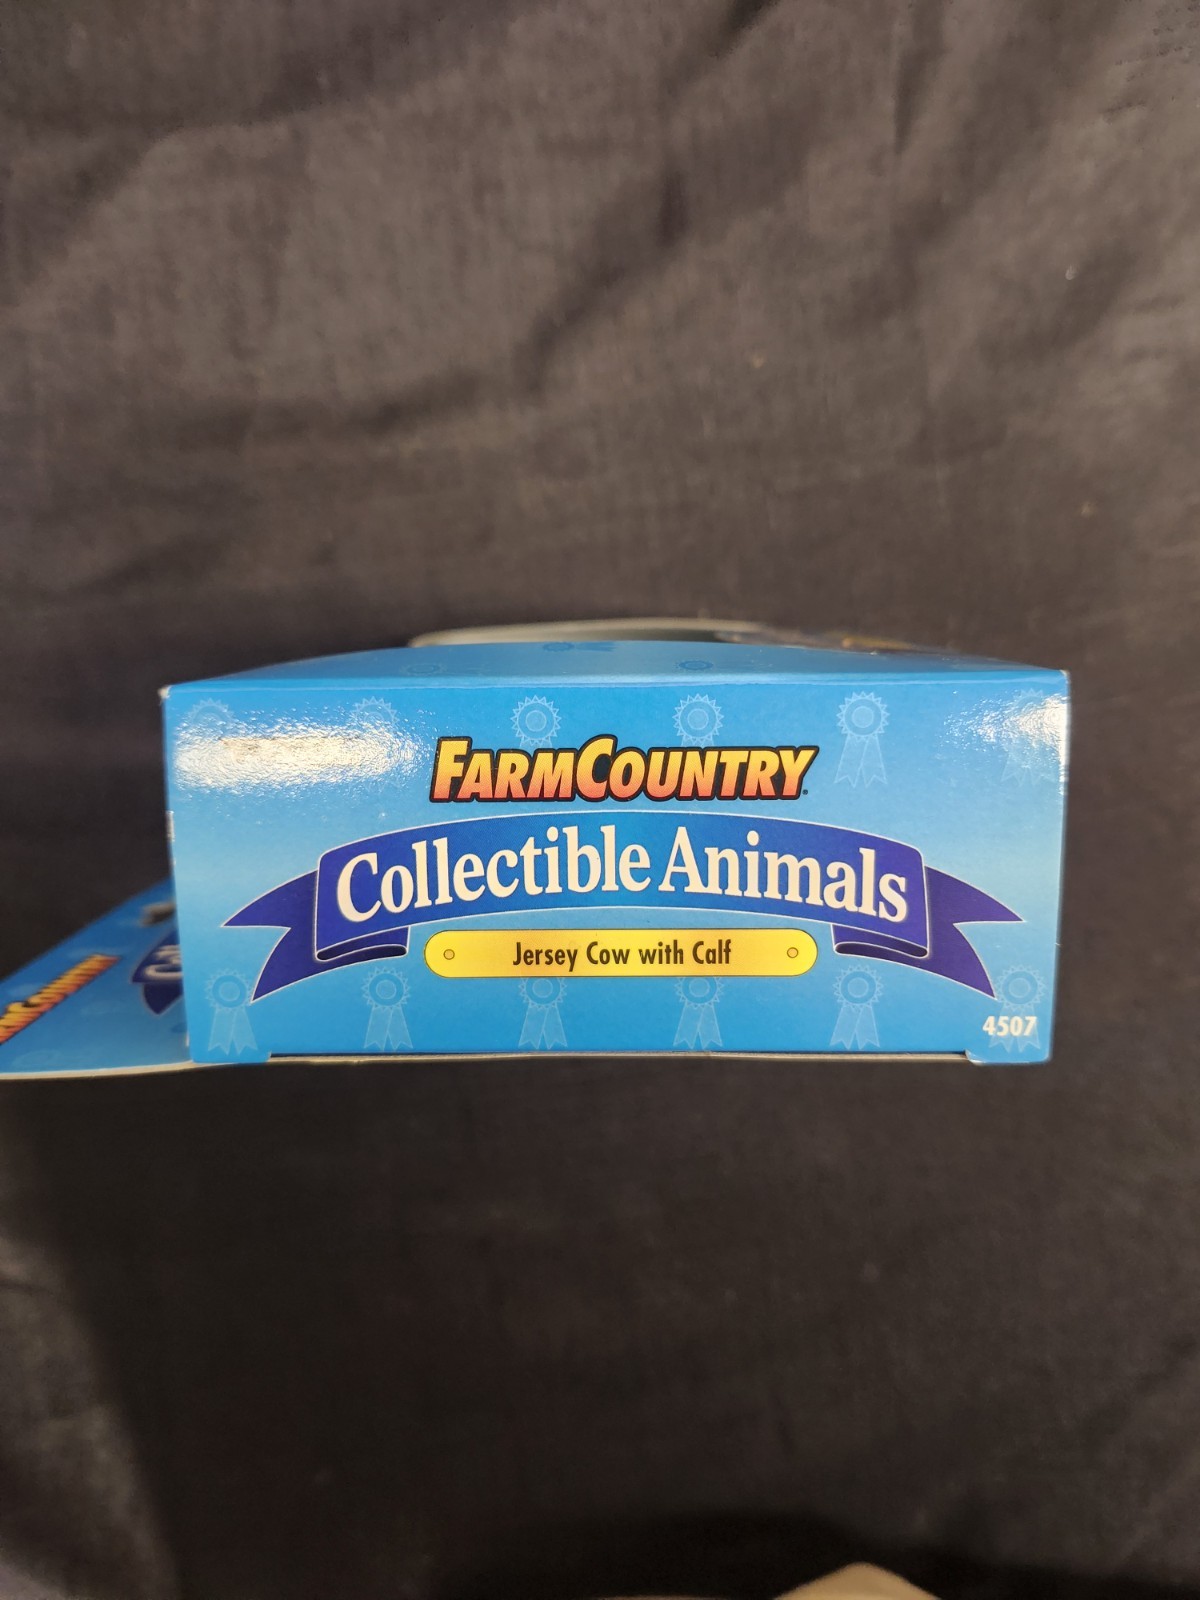 FARMCOUNTRY
Collectible Animals
Jersey Cow with Calf
4507